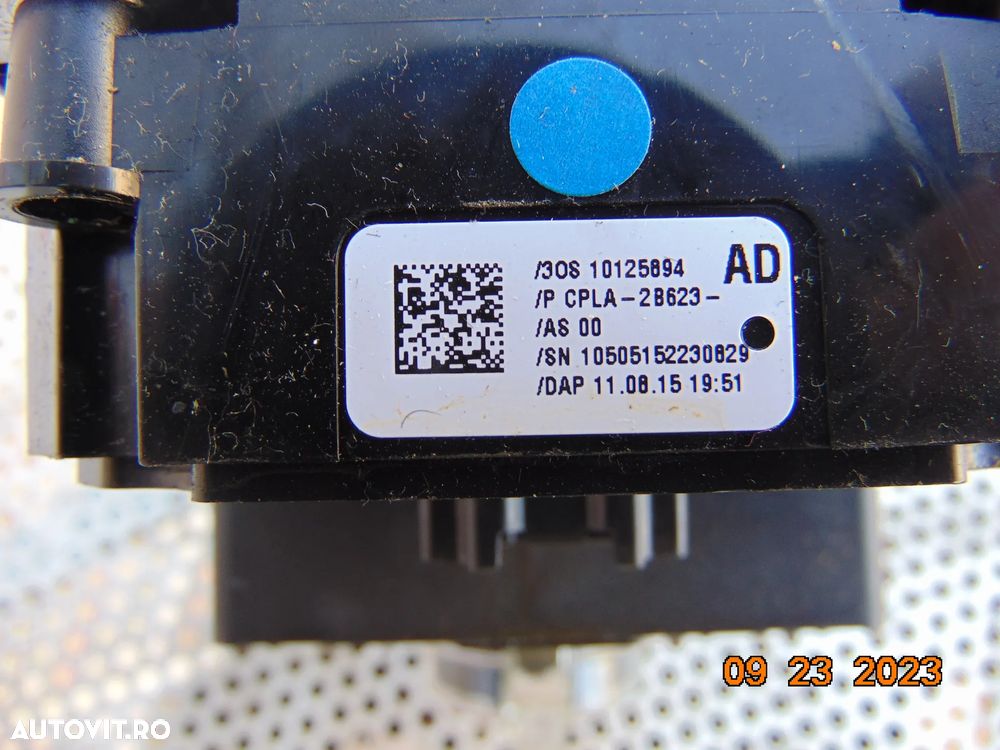 /3OS 10125894 AD
/P CPLA-2B623-
/AS 00
/SN 10505152230829
/DAP 11.08.15 19:51
09 23 2023
AUTOVIT.RO